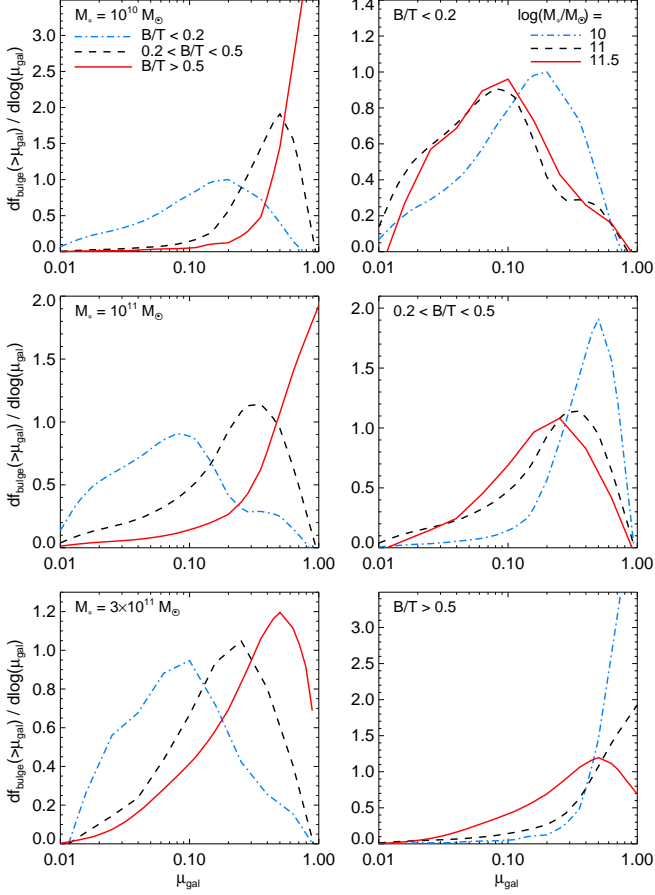 M* = 10^10 M☉
B/T < 0.2
0.2 < B/T < 0.5
B/T > 0.5
3.0
2.5
2.0
1.5
1.0
0.5
0.0
0.01 0.10 1.00
df_bulge(>μ_gal) / dlog(μ_gal)
B/T < 0.2
log(M*/M☉) =
10
11
11.5
1.4
1.2
1.0
0.8
0.6
0.4
0.2
0.0
0.01 0.10 1.00
M* = 10^11 M☉
2.0
1.5
1.0
0.5
0.0
0.01 0.10 1.00
df_bulge(>μ_gal) / dlog(μ_gal)
0.2 < B/T < 0.5
2.0
1.5
1.0
0.5
0.0
0.01 0.10 1.00
M* = 3×10^11 M☉
1.2
1.0
0.8
0.6
0.4
0.2
0.0
0.01 0.10 1.00
df_bulge(>μ_gal) / dlog(μ_gal)
μ_gal
B/T > 0.5
3.0
2.5
2.0
1.5
1.0
0.5
0.0
0.01 0.10 1.00
μ_gal